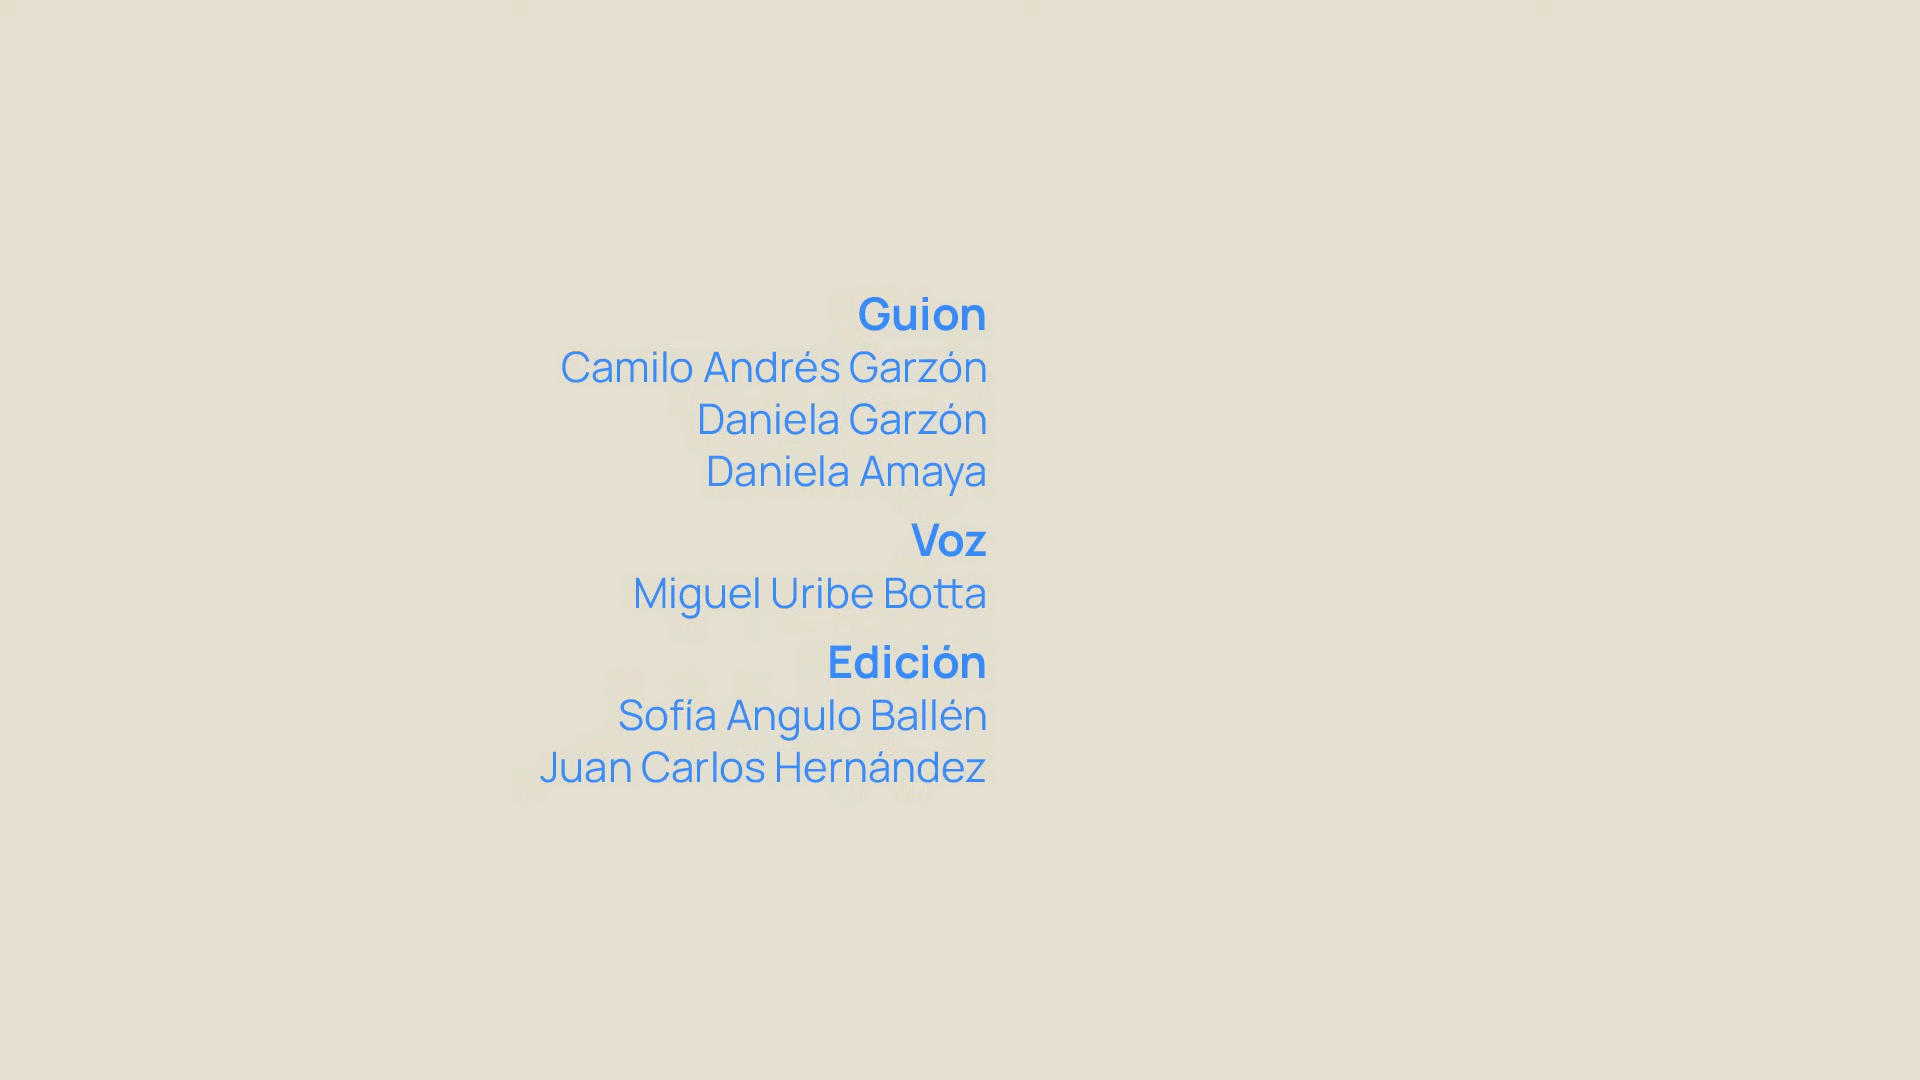 Guion
Camilo Andrés Garzón
Daniela Garzón
Daniela Amaya
Voz
Miguel Uribe Botta
Edición
Sofía Angulo Ballén
Juan Carlos Hernández